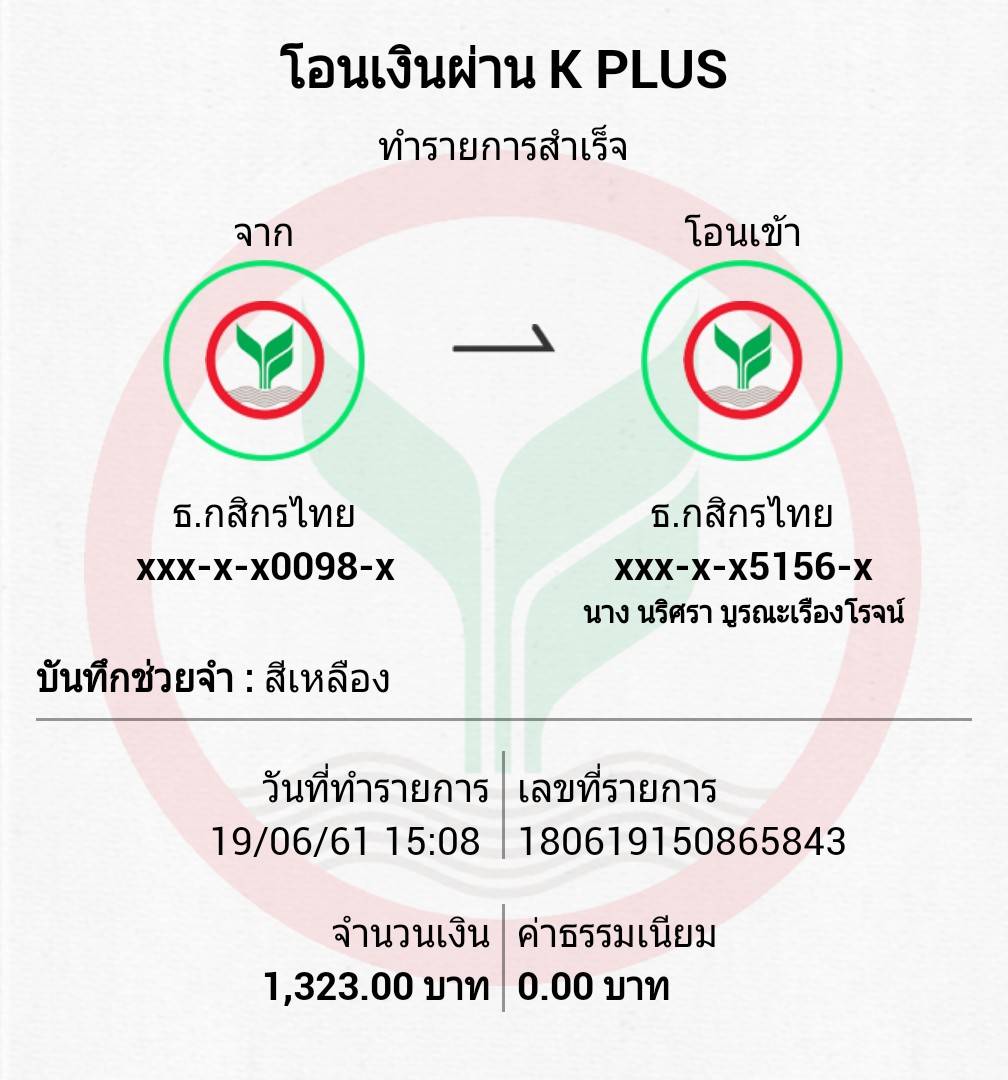 โอนเงินผ่าน K PLUS
ทำรายการสำเร็จ
จาก
โอนเข้า
ธ.กสิกรไทย
xxx-x-x0098-x
ธ.กสิกรไทย
xxx-x-x5156-x
นาง นริศรา บูรณะเรืองโรจน์
บันทึกช่วยจำ : สีเหลือง
วันที่ทำรายการ
19/06/61 15:08
เลขที่รายการ
180619150865843
จำนวนเงิน
1,323.00 บาท
ค่าธรรมเนียม
0.00 บาท